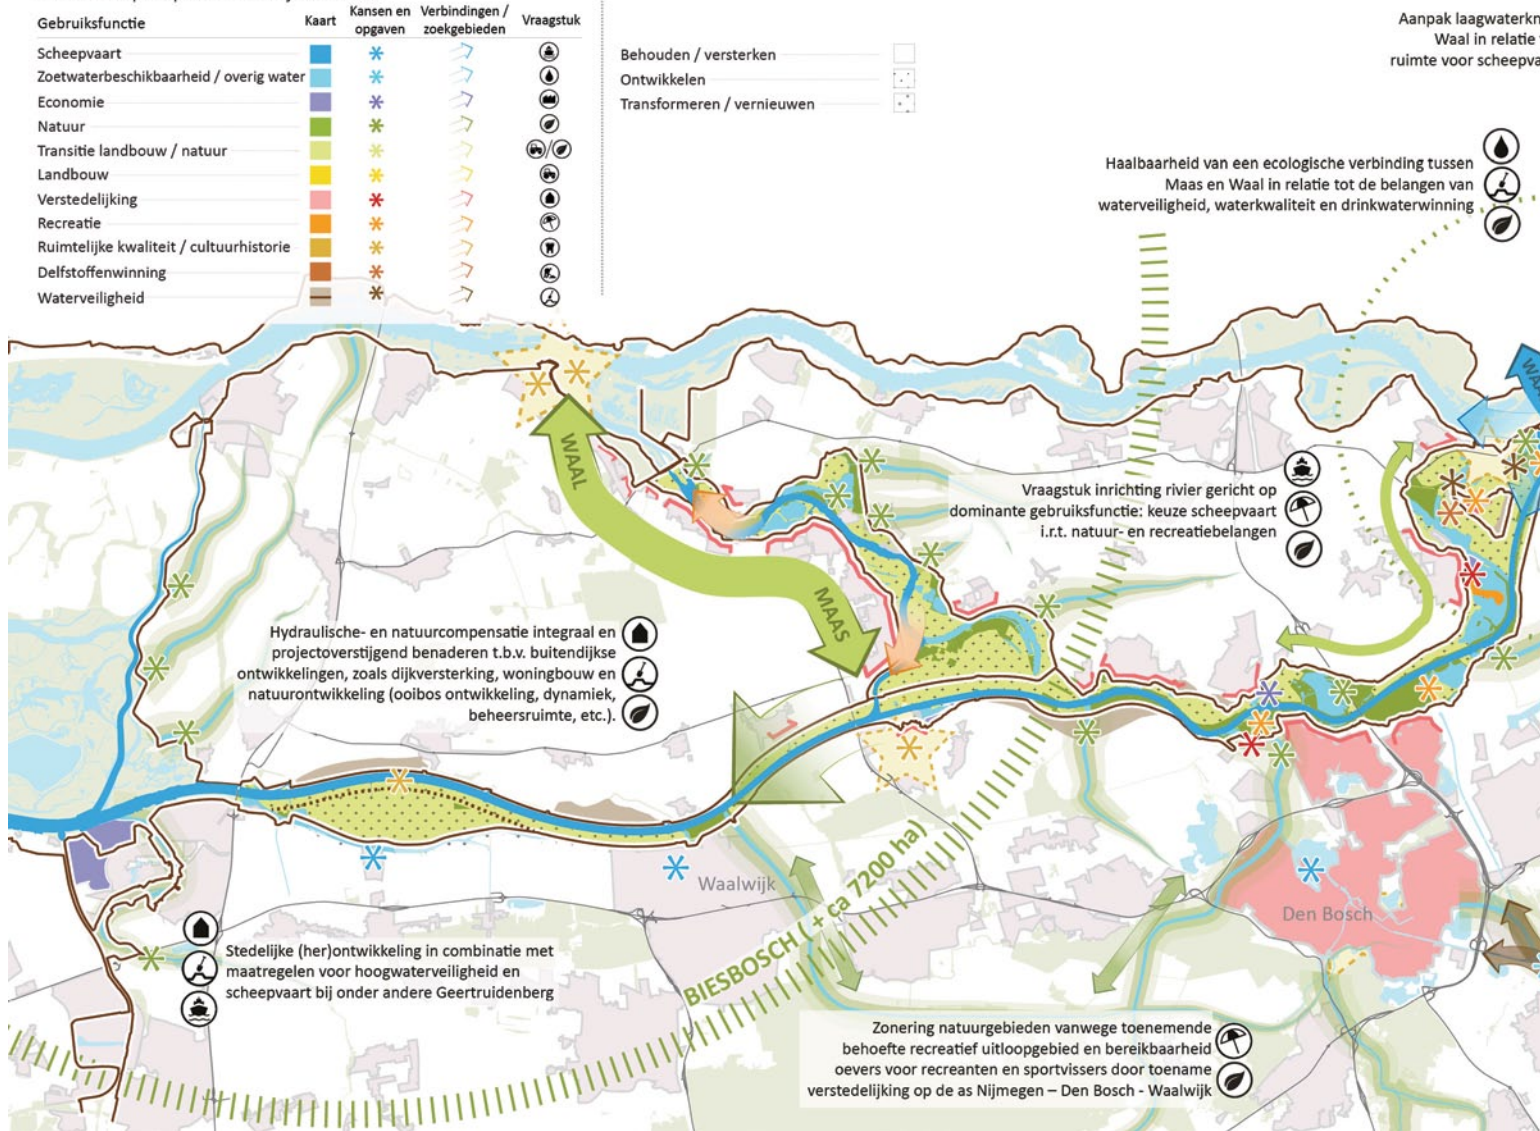 Gebruiksfunctie
Kaart
Kansen en
opgaven
Verbindingen /
zoekgebieden
Vraagstuk
Scheepvaart
Zoetwaterbeschikbaarheid / overig water
Economie
Natuur
Transitie landbouw / natuur
Landbouw
Verstedelijking
Recreatie
Ruimtelijke kwaliteit / cultuurhistorie
Delfstoffenwinning
Waterveiligheid
Behouden / versterken
Ontwikkelen
Transformeren / vernieuwen
Aanpak laagwaterkn
Waal in relatie
ruimte voor scheepva
Haalbaarheid van een ecologische verbinding tussen
Maas en Waal in relatie tot de belangen van
waterveiligheid, waterkwaliteit en drinkwaterwinning
WAAL
MAAS
Vraagstuk inrichting rivier gericht op
dominante gebruiksfunctie: keuze scheepvaart
i.r.t. natuur- en recreatiebelangen
Hydraulische- en natuurcompensatie integraal en
projectoverstijgend benaderen t.b.v. buitendijkse
ontwikkelingen, zoals dijkversterking, woningbouw en
natuurontwikkeling (ooibos ontwikkeling, dynamiek,
beheersruimte, etc.).
Waalwijk
Den Bosch
BIESBOSCH ( + ca 7200 ha)
Stedelijke (her)ontwikkeling in combinatie met
maatregelen voor hoogwaterveiligheid en
scheepvaart bij onder andere Geertruidenberg
Zonering natuurgebieden vanwege toenemende
behoefte recreatief uitloopgebied en bereikbaarheid
oevers voor recreanten en sportvissers door toename
verstedelijking op de as Nijmegen – Den Bosch - Waalwijk